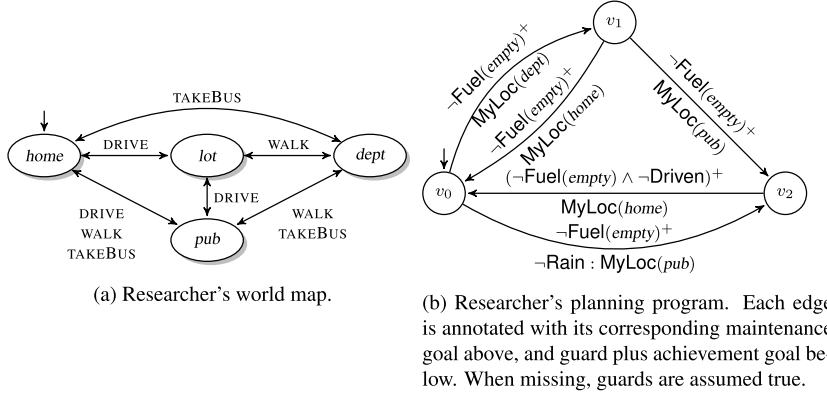 TAKEBUS
home
DRIVE
lot
WALK
dept
DRIVE
DRIVE
WALK
TAKEBUS
WALK
TAKEBUS
pub
(a) Researcher's world map.
v₁
¬Fuel(empty)⁺
MyLoc(dept)
¬Fuel(empty)⁺
MyLoc(home)
¬Fuel(empty)⁺
MyLoc(pub)
v₀
(¬Fuel(empty) ∧ ¬Driven)⁺
v₂
MyLoc(home)
¬Fuel(empty)⁺
¬Rain : MyLoc(pub)
(b) Researcher's planning program. Each edge
is annotated with its corresponding maintenance
goal above, and guard plus achievement goal be-
low. When missing, guards are assumed true.